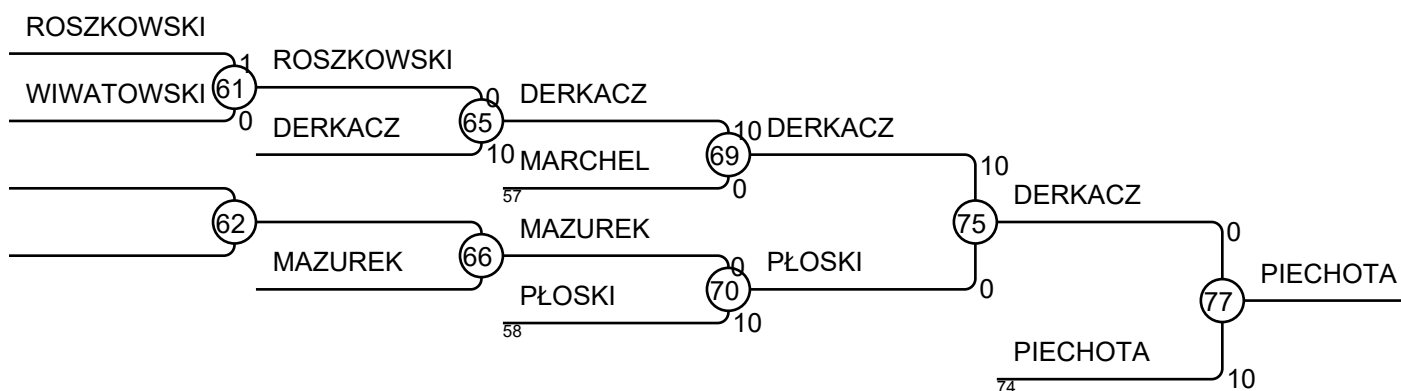 ROSZKOWSKI
1
61
ROSZKOWSKI
WIWATOWSKI
0
0
65
DERKACZ
DERKACZ
10
10
69
DERKACZ
MARCHEL
57
0
10
62
MAZUREK
66
MAZUREK
0
70
PŁOSKI
PŁOSKI
58
10
75
DERKACZ
0
0
77
PIECHOTA
PIECHOTA
74
10